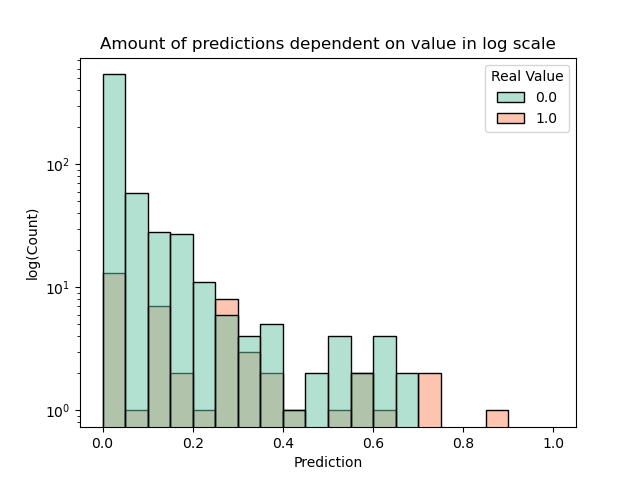 Amount of predictions dependent on value in log scale
Real Value
0.0
1.0
log(Count)
10²
10¹
10⁰
0.0 0.2 0.4 0.6 0.8 1.0
Prediction